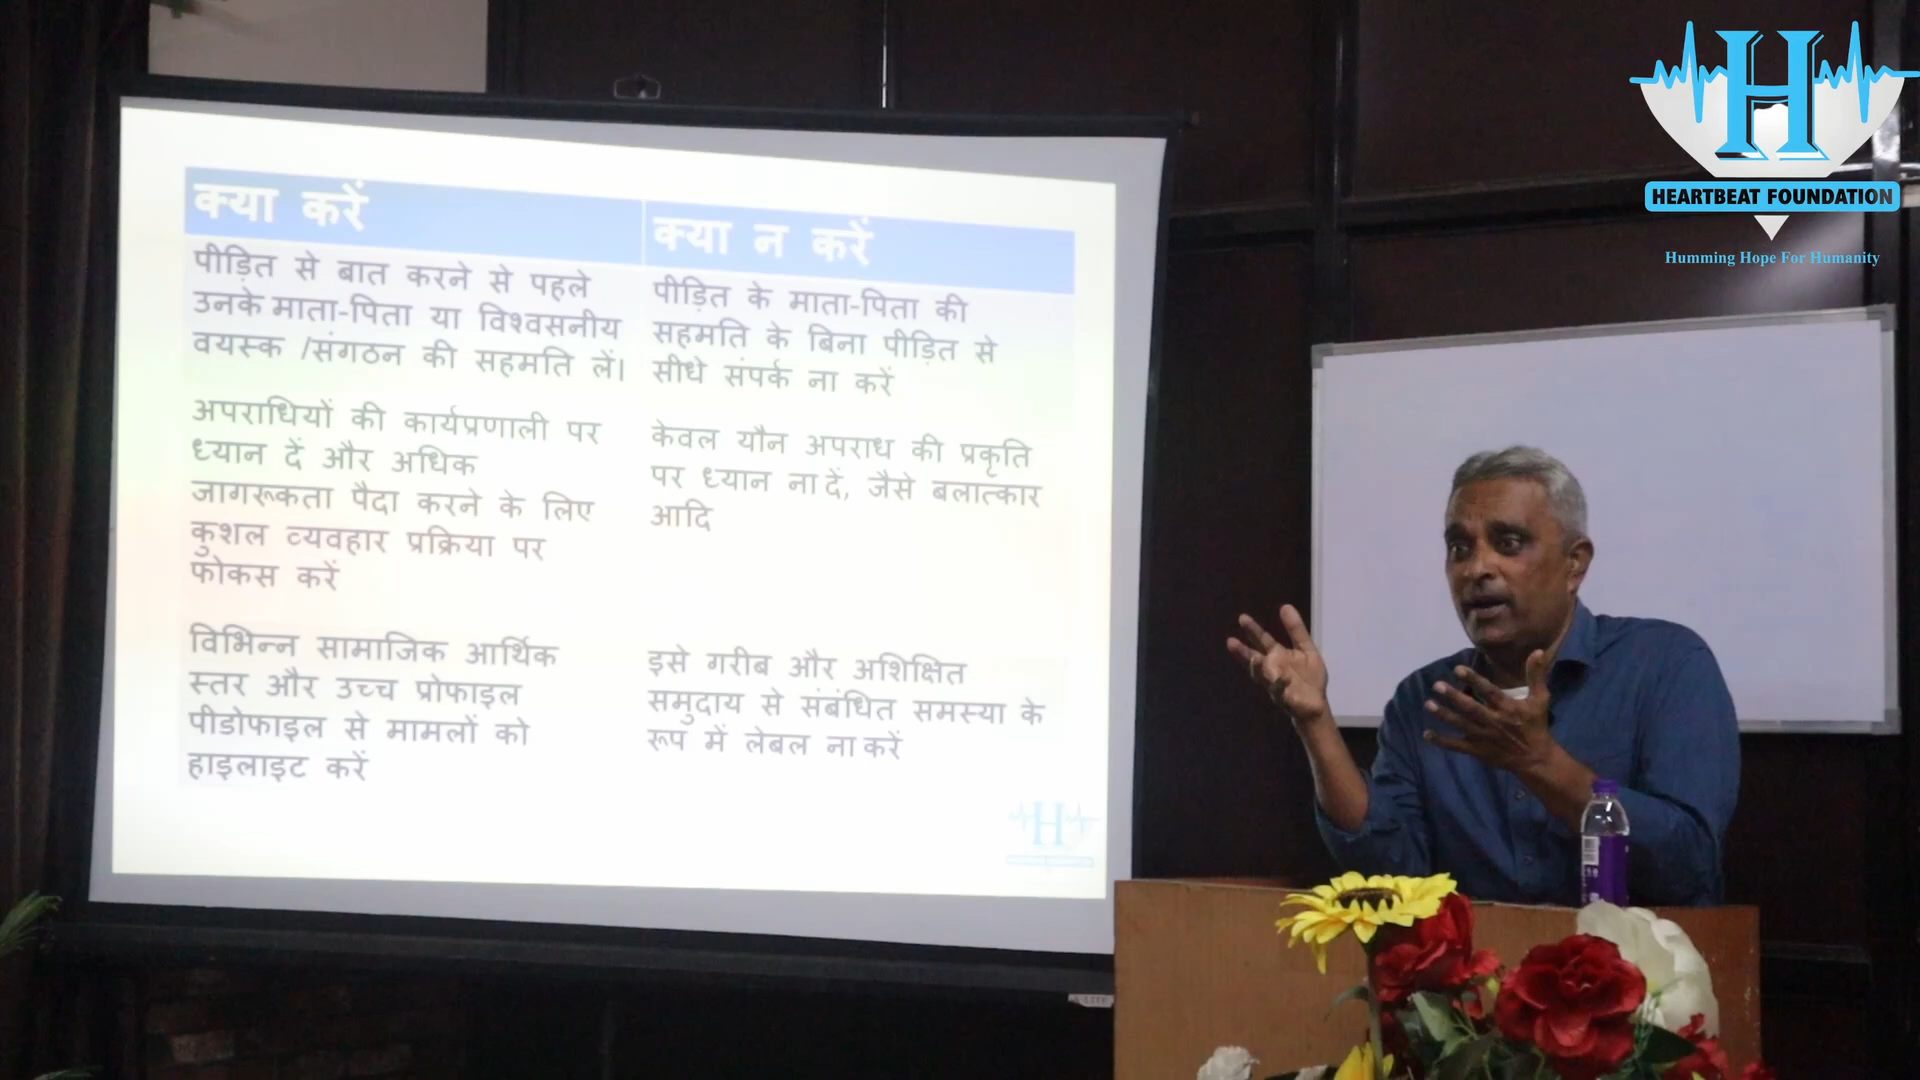 क्या करें
पीड़ित से बात करने से पहले
उनके माता-पिता या विश्वसनीय
वयस्क /संगठन की सहमति लें।
क्या न करें
पीड़ित के माता-पिता की
सहमति के बिना पीड़ित से
सीधे संपर्क ना करें
अपराधियों की कार्यप्रणाली पर
ध्यान दें और अधिक
जागरूकता पैदा करने के लिए
कुशल व्यवहार प्रक्रिया पर
फोकस करें
केवल यौन अपराध की प्रकृति
पर ध्यान ना दें, जैसे बलात्कार
आदि
विभिन्न सामाजिक आर्थिक
स्तर और उच्च प्रोफाइल
पीडोफाइल से मामलों को
हाइलाइट करें
इसे गरीब और अशिक्षित
समुदाय से संबंधित समस्या के
रूप में लेबल ना करें
H
H
HEARTBEAT FOUNDATION
Humming Hope For Humanity